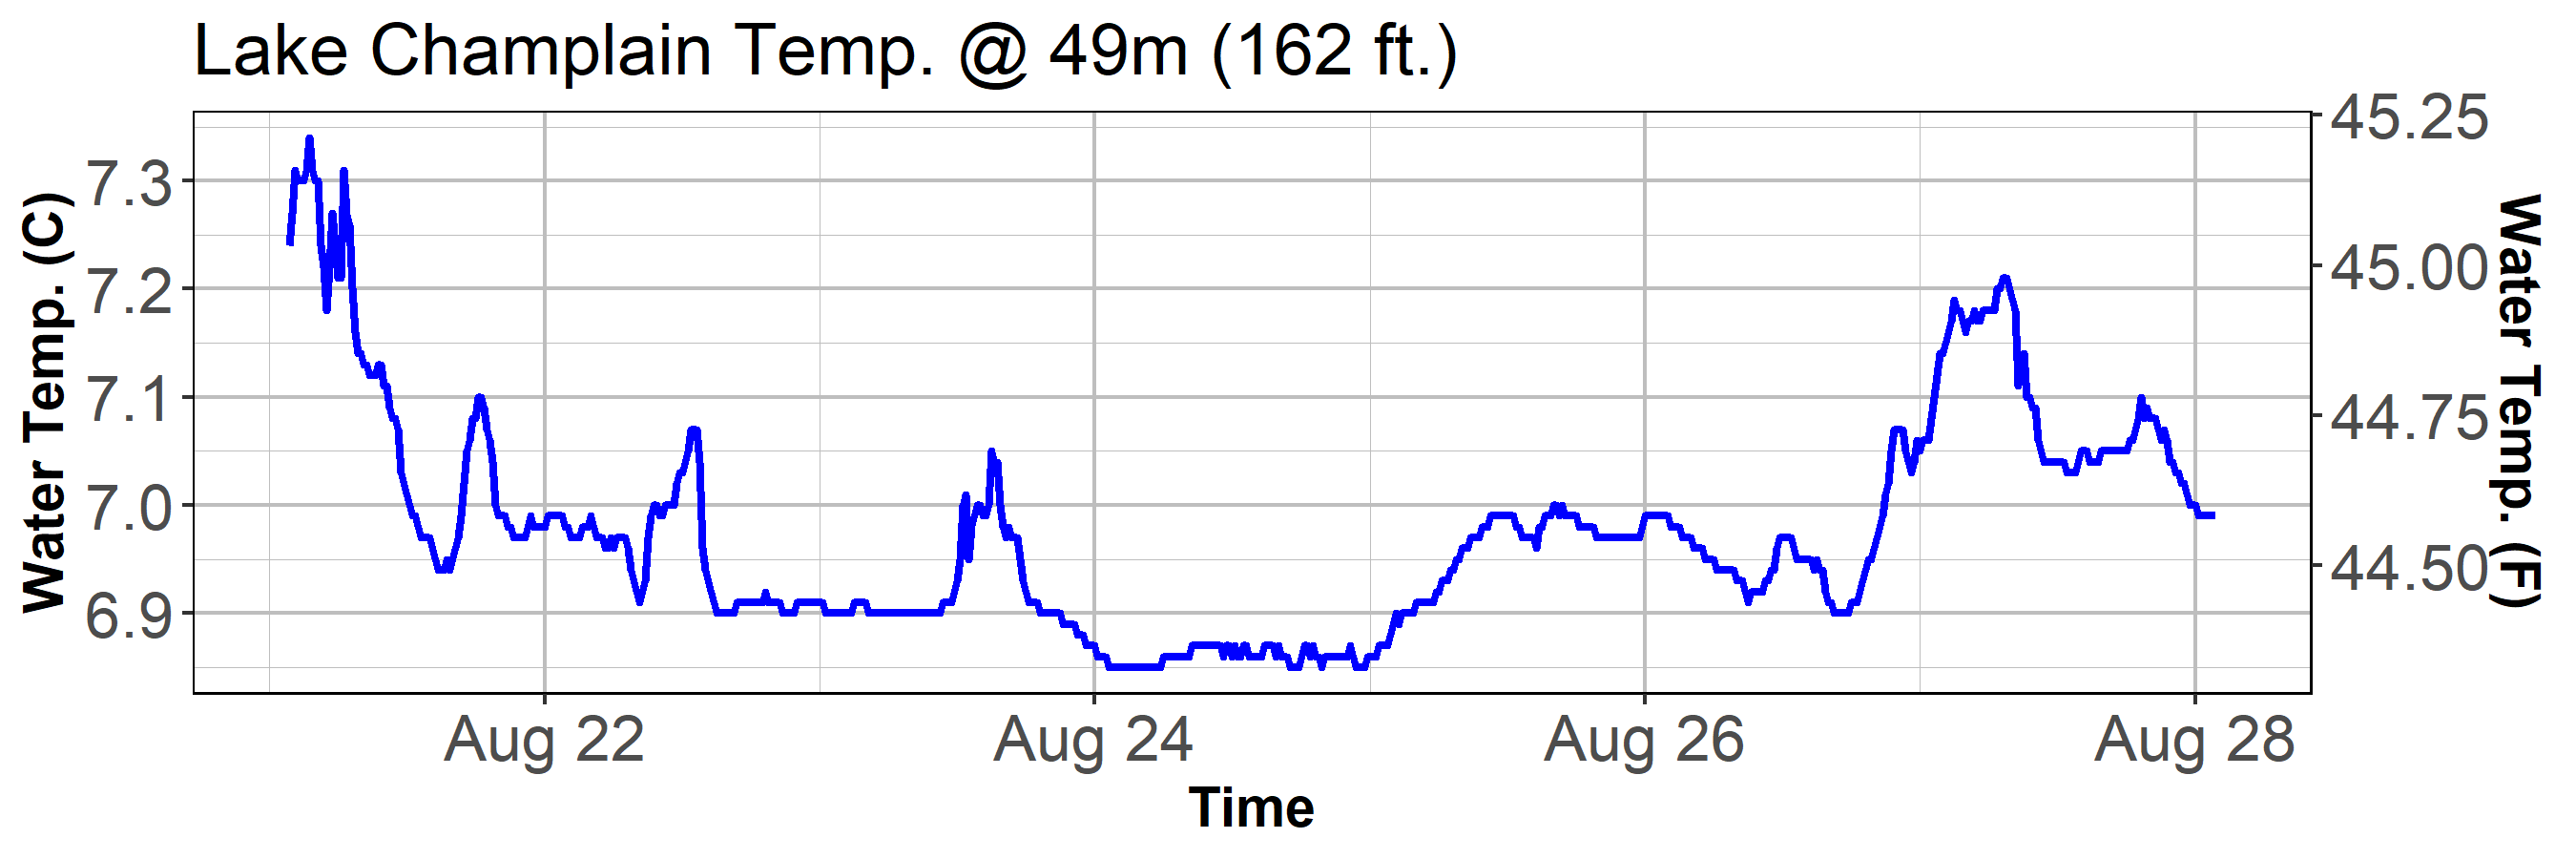 Lake Champlain Temp. @ 49m (162 ft.)
Water Temp. (C)
7.3
7.2
7.1
7.0
6.9
45.25
45.00
44.75
44.50
Water Temp. (F)
Aug 22
Aug 24
Aug 26
Aug 28
Time